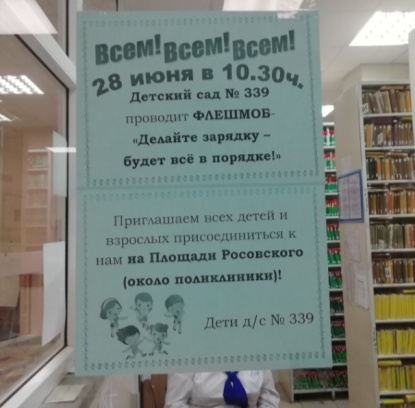 Всем! Всем! Всем!
28 июня в 10.30ч.
Детский сад № 339
проводит ФЛЕШМОБ-
«Делайте зарядку –
будет всё в порядке!»
Приглашаем всех детей и
взрослых присоединиться к
нам на Площади Росовского
(около поликлиники)!
Дети д/с № 339